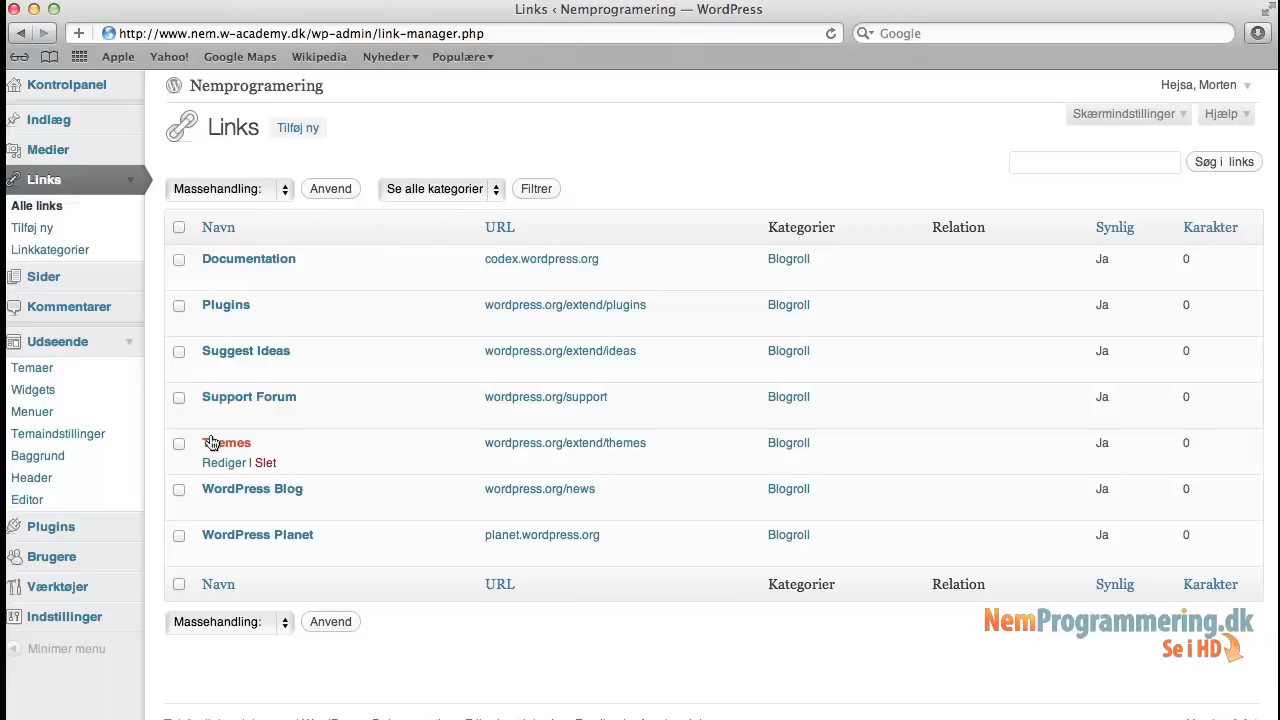 Links ‹ Nemprogramering — WordPress
http://www.nem.w-academy.dk/wp-admin/link-manager.php
Google
Apple Yahoo! Google Maps Wikipedia Nyheder Populære
Kontrolpanel
Nemprogramering
Hejsa, Morten
Links Tilføj ny
Skærmindstillinger Hjælp
Indlæg
Medier
Links
Alle links
Tilføj ny
Linkkategorier
Sider
Kommentarer
Udseende
Temaer
Widgets
Menuer
Temaindstillinger
Baggrund
Header
Editor
Plugins
Brugere
Værktøjer
Indstillinger
Minimer menu
Søg i links
Massehandling: Anvend Se alle kategorier Filtrer
Navn URL Kategorier Relation Synlig Karakter
Documentation codex.wordpress.org Blogroll Ja 0
Plugins wordpress.org/extend/plugins Blogroll Ja 0
Suggest Ideas wordpress.org/extend/ideas Blogroll Ja 0
Support Forum wordpress.org/support Blogroll Ja 0
Themes wordpress.org/extend/themes Blogroll Ja 0
Rediger | Slet
WordPress Blog wordpress.org/news Blogroll Ja 0
WordPress Planet planet.wordpress.org Blogroll Ja 0
Navn URL Kategorier Relation Synlig Karakter
Massehandling: Anvend
NemProgrammering.dk
Se i HD